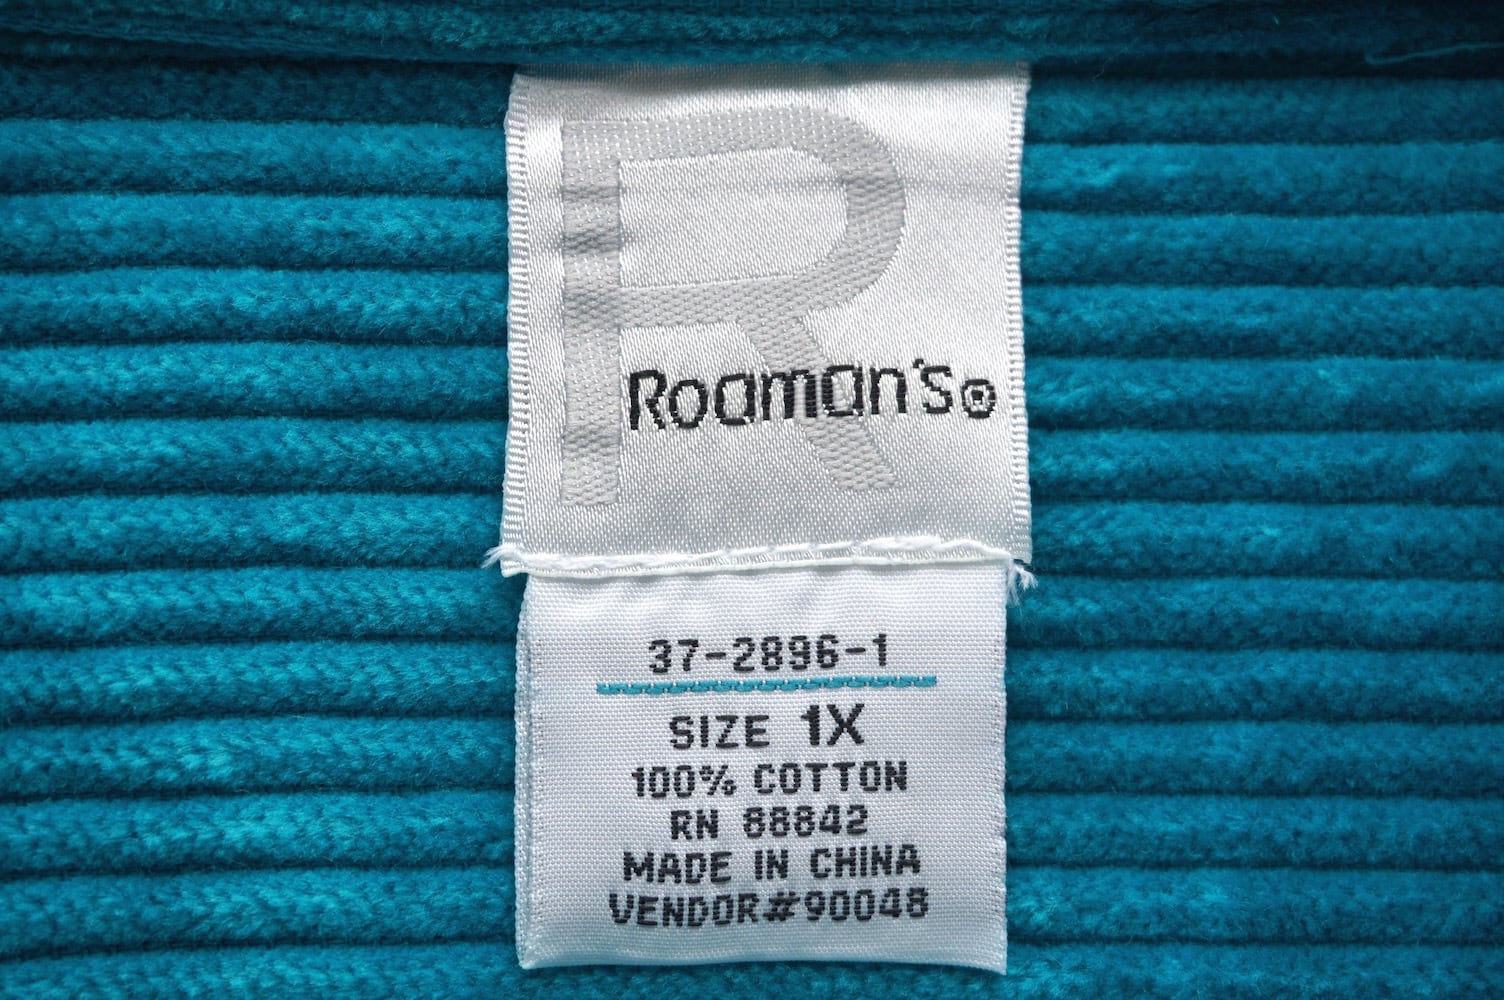 R
Roaman's®
37-2896-1
SIZE 1X
100% COTTON
RN 88842
MADE IN CHINA
VENDOR#90048